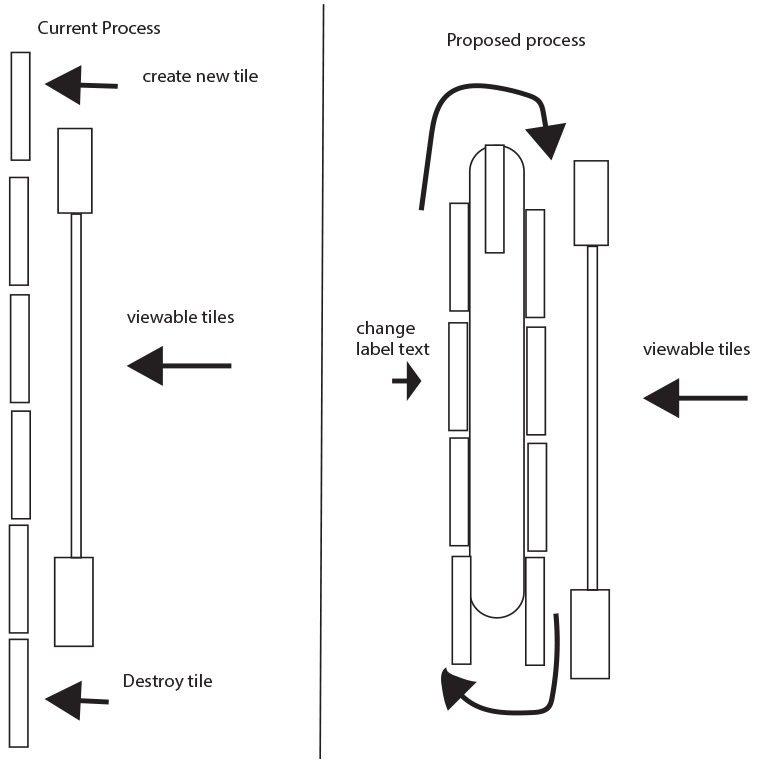 Current Process
create new tile
viewable tiles
Destroy tile
Proposed process
change
label text
viewable tiles